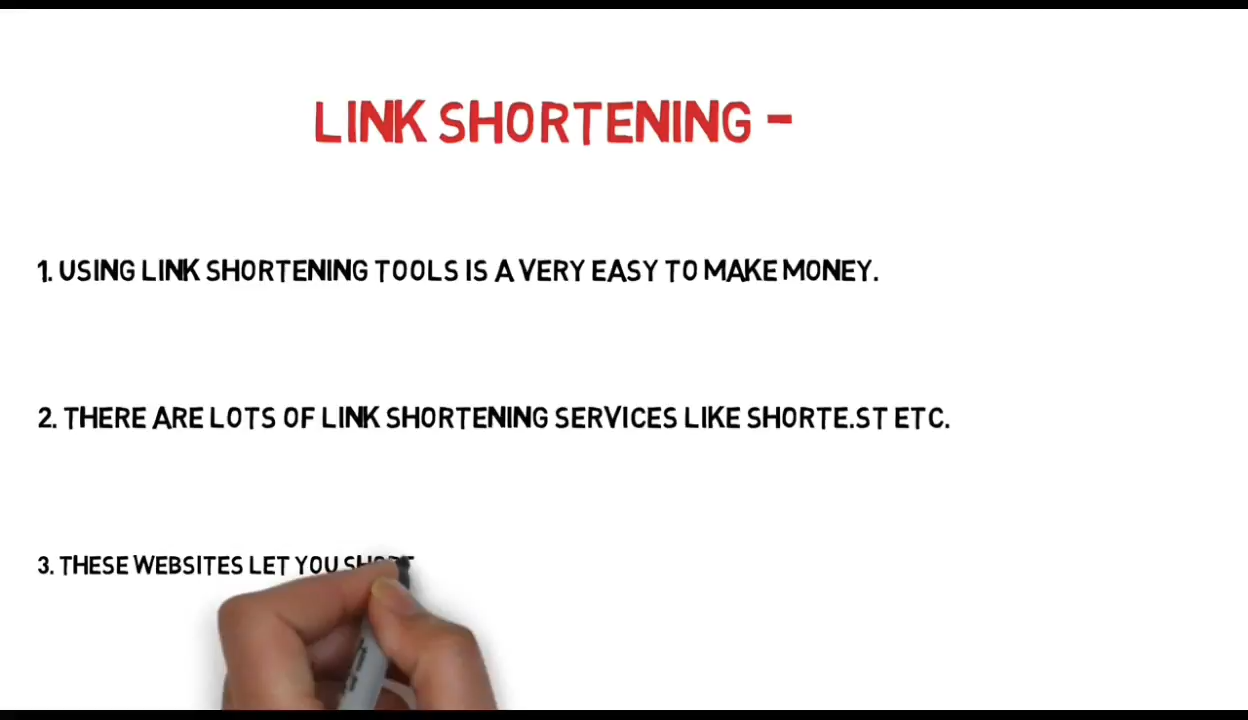 LINK SHORTENING -
1. USING LINK SHORTENING TOOLS IS A VERY EASY TO MAKE MONEY.
2. THERE ARE LOTS OF LINK SHORTENING SERVICES LIKE SHORTE.ST ETC.
3. THESE WEBSITES LET YOU SHORT